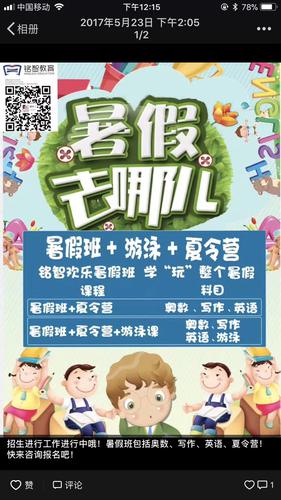 中国移动
下午12:15
78%
相册
2017年5月23日 下午2:05
1/2
铭智教育
ENGLISH
暑假
去哪儿
暑假班+游泳+夏令营
铭智欢乐暑假班 学“玩”整个暑假
课程 科目
暑假班+夏令营 奥数、写作、英语
暑假班+夏令营+游泳课 奥数、写作
英语、游泳
招生进行工作进行中哦！暑假班包括奥数、写作、英语、夏令营！
快来咨询报名吧！
赞
评论
1